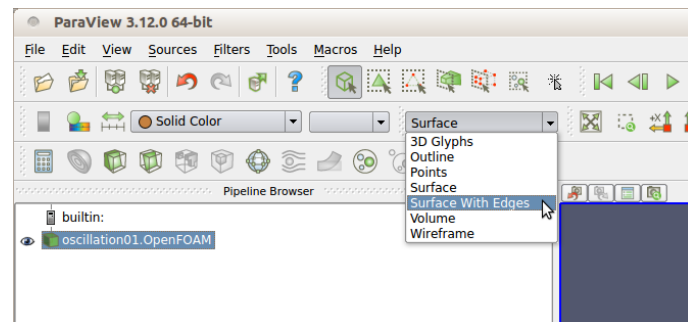 ParaView 3.12.0 64-bit
File Edit View Sources Filters Tools Macros Help
Solid Color
Surface
3D Glyphs
Outline
Points
Surface
Surface With Edges
Volume
Wireframe
Pipeline Browser
builtin:
oscillation01.OpenFOAM